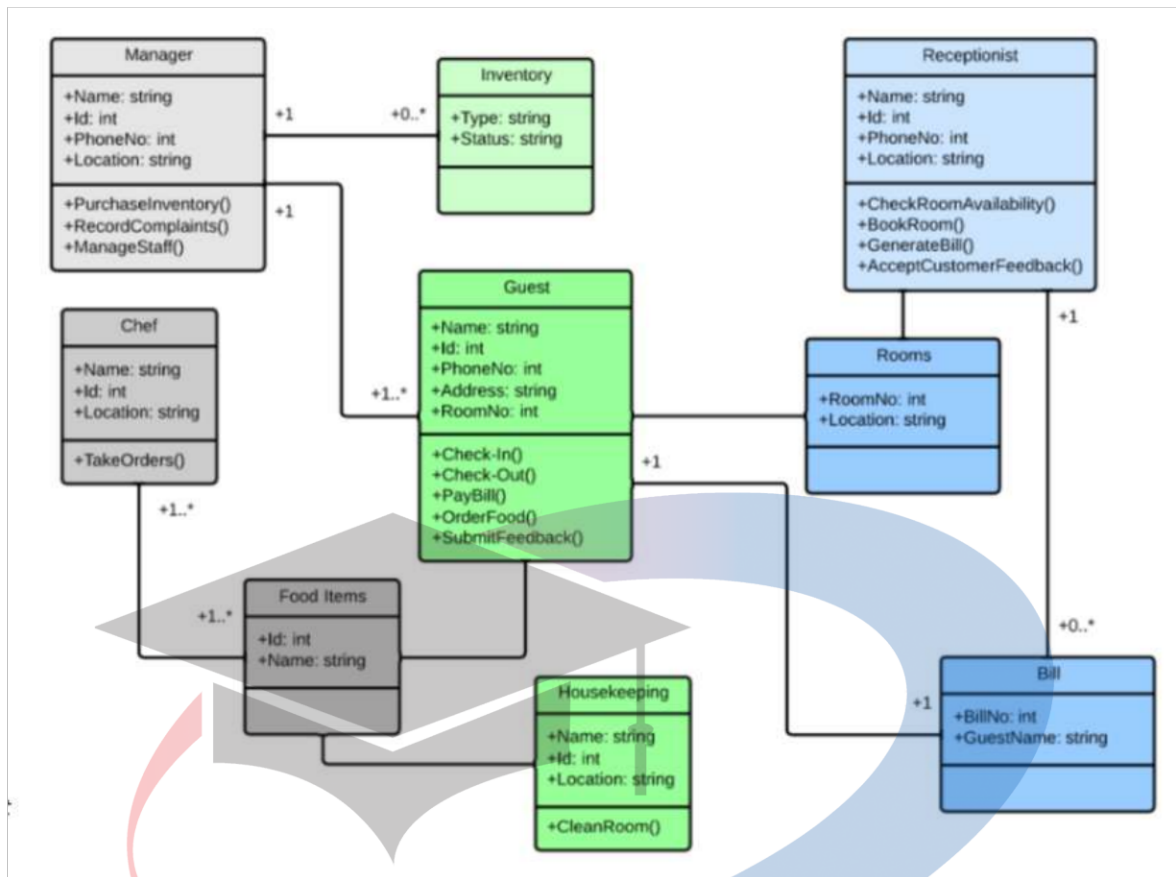 Manager
+Name: string
+Id: int
+PhoneNo: int
+Location: string
+PurchaseInventory()
+RecordComplaints()
+ManageStaff()
+1
+0..*
+1
+1..*
Inventory
+Type: string
+Status: string
Receptionist
+Name: string
+Id: int
+PhoneNo: int
+Location: string
+CheckRoomAvailability()
+BookRoom()
+GenerateBill()
+AcceptCustomerFeedback()
+1
+0..*
Chef
+Name: string
+Id: int
+Location: string
+TakeOrders()
+1..*
+1..*
Guest
+Name: string
+Id: int
+PhoneNo: int
+Address: string
+RoomNo: int
+Check-In()
+Check-Out()
+PayBill()
+OrderFood()
+SubmitFeedback()
+1
+1
Rooms
+RoomNo: int
+Location: string
Food Items
+Id: int
+Name: string
Housekeeping
+Name: string
+Id: int
+Location: string
+CleanRoom()
Bill
+BillNo: int
+GuestName: string